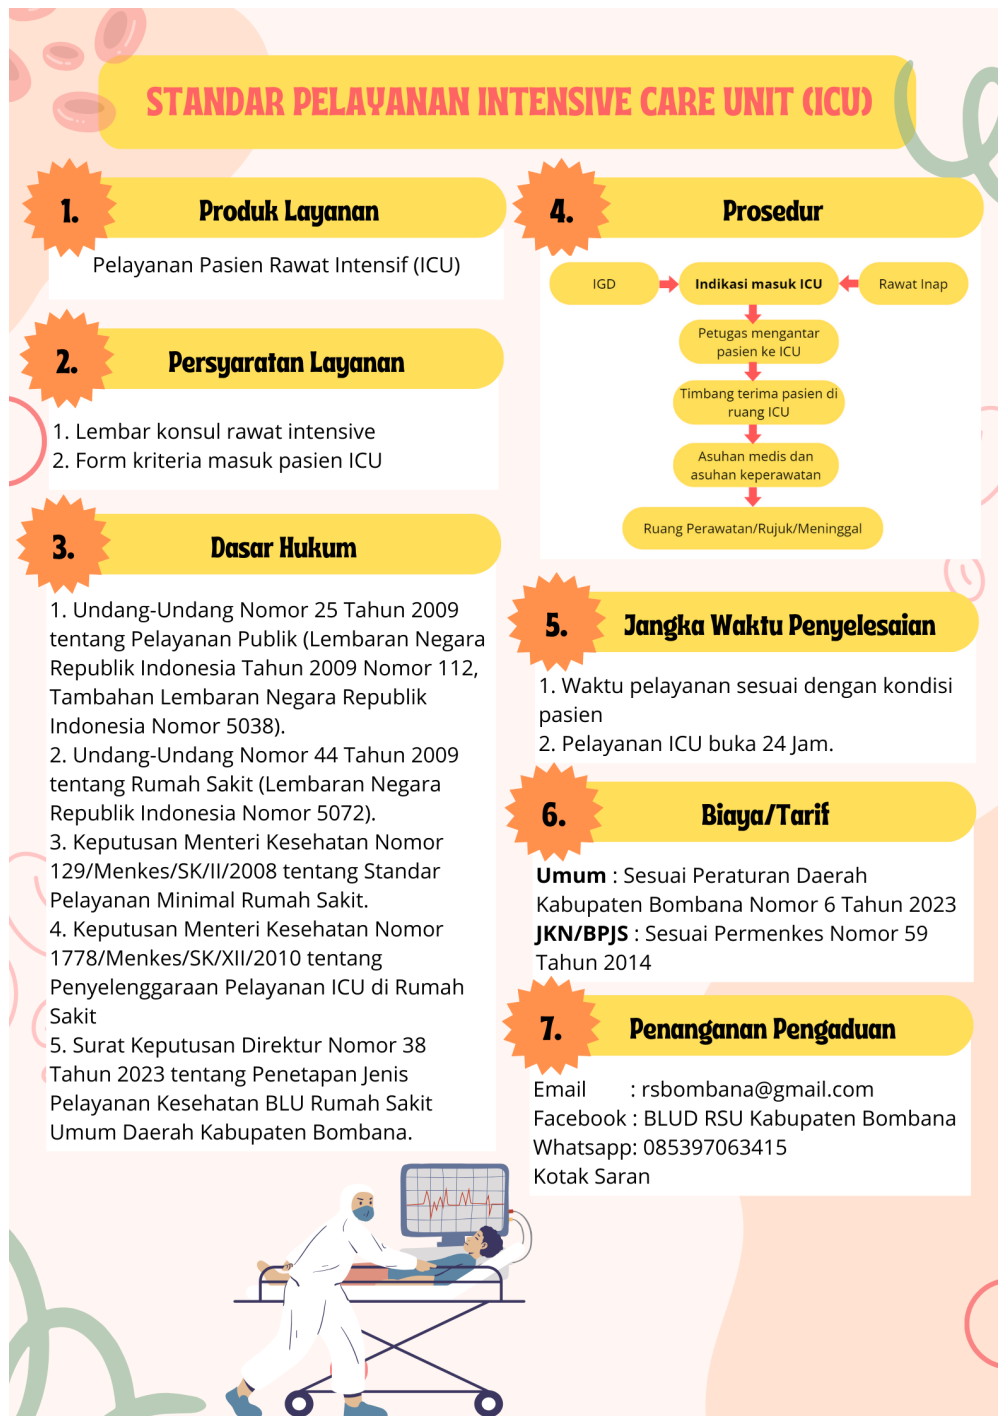 STANDAR PELAYANAN INTENSIVE CARE UNIT (ICU)
1.
Produk Layanan
Pelayanan Pasien Rawat Intensif (ICU)
2.
Persyaratan Layanan
1. Lembar konsul rawat intensive
2. Form kriteria masuk pasien ICU
3.
Dasar Hukum
1. Undang-Undang Nomor 25 Tahun 2009
tentang Pelayanan Publik (Lembaran Negara
Republik Indonesia Tahun 2009 Nomor 112,
Tambahan Lembaran Negara Republik
Indonesia Nomor 5038).
2. Undang-Undang Nomor 44 Tahun 2009
tentang Rumah Sakit (Lembaran Negara
Republik Indonesia Nomor 5072).
3. Keputusan Menteri Kesehatan Nomor
129/Menkes/SK/II/2008 tentang Standar
Pelayanan Minimal Rumah Sakit.
4. Keputusan Menteri Kesehatan Nomor
1778/Menkes/SK/XII/2010 tentang
Penyelenggaraan Pelayanan ICU di Rumah
Sakit
5. Surat Keputusan Direktur Nomor 38
Tahun 2023 tentang Penetapan Jenis
Pelayanan Kesehatan BLU Rumah Sakit
Umum Daerah Kabupaten Bombana.
4.
Prosedur
IGD
Indikasi masuk ICU
Rawat Inap
Petugas mengantar
pasien ke ICU
Timbang terima pasien di
ruang ICU
Asuhan medis dan
asuhan keperawatan
Ruang Perawatan/Rujuk/Meninggal
5.
Jangka Waktu Penyelesaian
1. Waktu pelayanan sesuai dengan kondisi
pasien
2. Pelayanan ICU buka 24 Jam.
6.
Biaya/Tarif
Umum : Sesuai Peraturan Daerah
Kabupaten Bombana Nomor 6 Tahun 2023
JKN/BPJS : Sesuai Permenkes Nomor 59
Tahun 2014
7.
Penanganan Pengaduan
Email : rsbombana@gmail.com
Facebook : BLUD RSU Kabupaten Bombana
Whatsapp: 085397063415
Kotak Saran